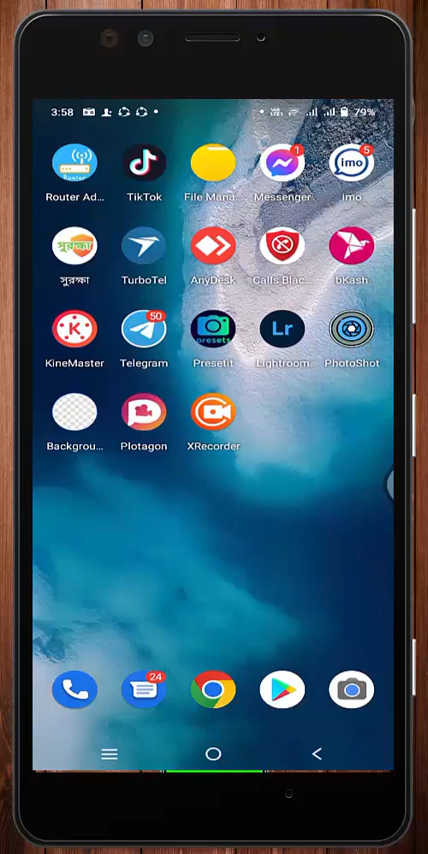 3:58 79%
Router Ad... TikTok File Mana... Messenger Imo
1 5 imo
সুরক্ষা
সুরক্ষা TurboTel AnyDesk Calls Blac... bKash
50
K presets Lr
KineMaster Telegram Presetit Lightroom PhotoShot
Backgrou... Plotagon XRecorder
24